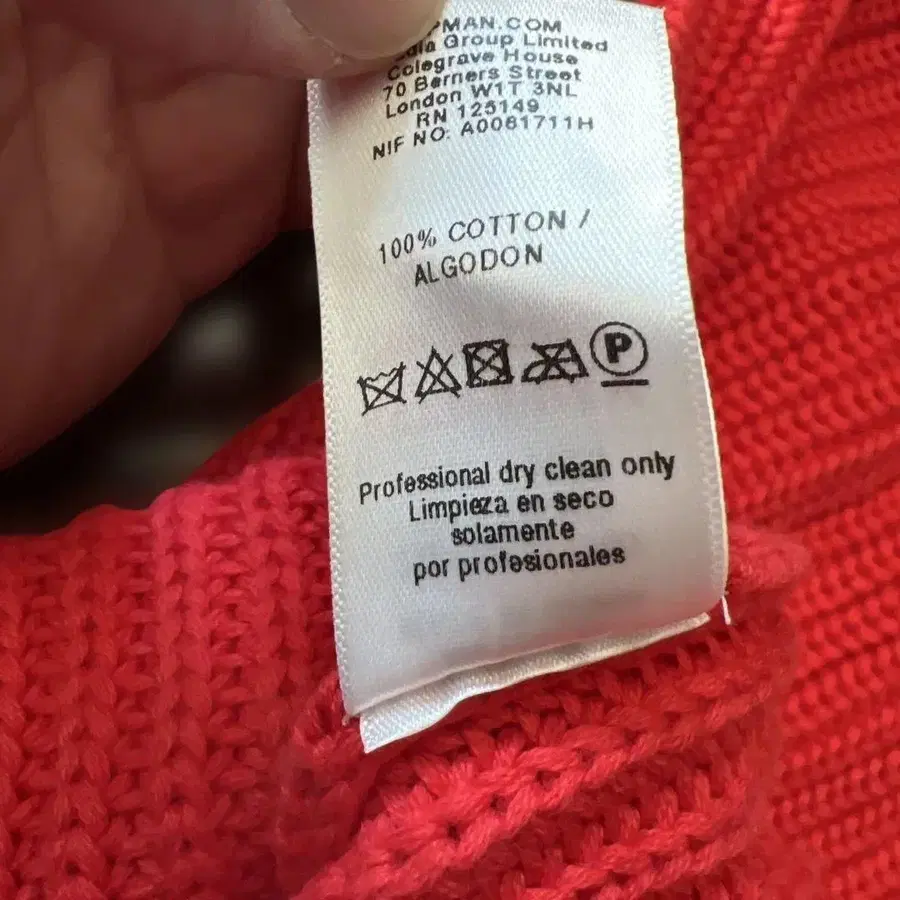 PMAN.COM
Group Limited
Colegrave House
70 Berners Street
London W1T 3NL
RN 125149
NIF NO: A0081711H
100% COTTON /
ALGODON
P
Professional dry clean only
Limpieza en seco
solamente
por profesionales